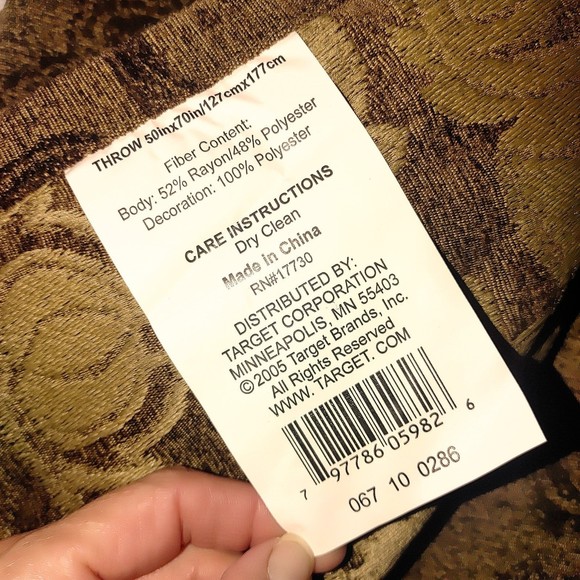 THROW 50inx70in/127cmx177cm
Fiber Content:
Body: 52% Rayon/48% Polyester
Decoration: 100% Polyester
CARE INSTRUCTIONS
Dry Clean
Made in China
RN#17730
DISTRIBUTED BY:
TARGET CORPORATION
MINNEAPOLIS, MN 55403
©2005 Target Brands, Inc.
All Rights Reserved
WWW.TARGET.COM
7 97786 05982 6
067 10 0286